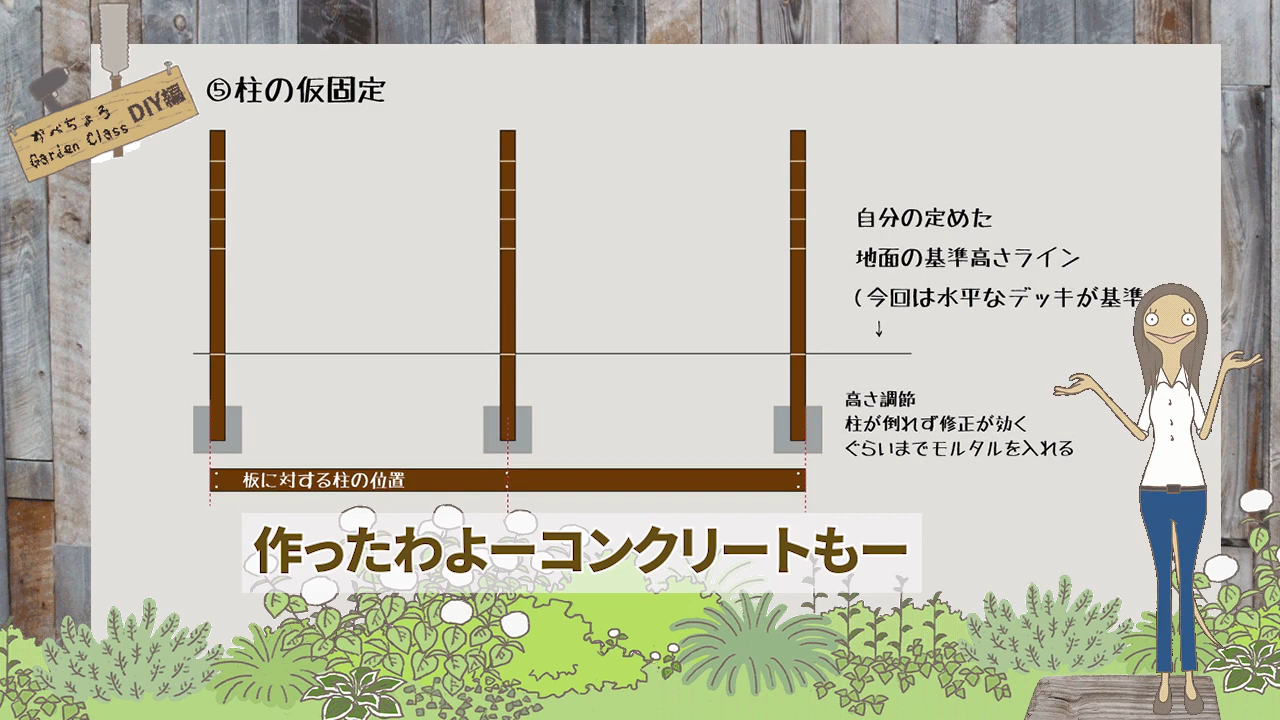 がべちょろ DIY編
Garden Class
⑤柱の仮固定
自分の定めた
地面の基準高さライン
(今回は水平なデッキが基準
↓
高さ調節
柱が倒れず修正が効く
ぐらいまでモルタルを入れる
板に対する柱の位置
作ったわよーコンクリートもー